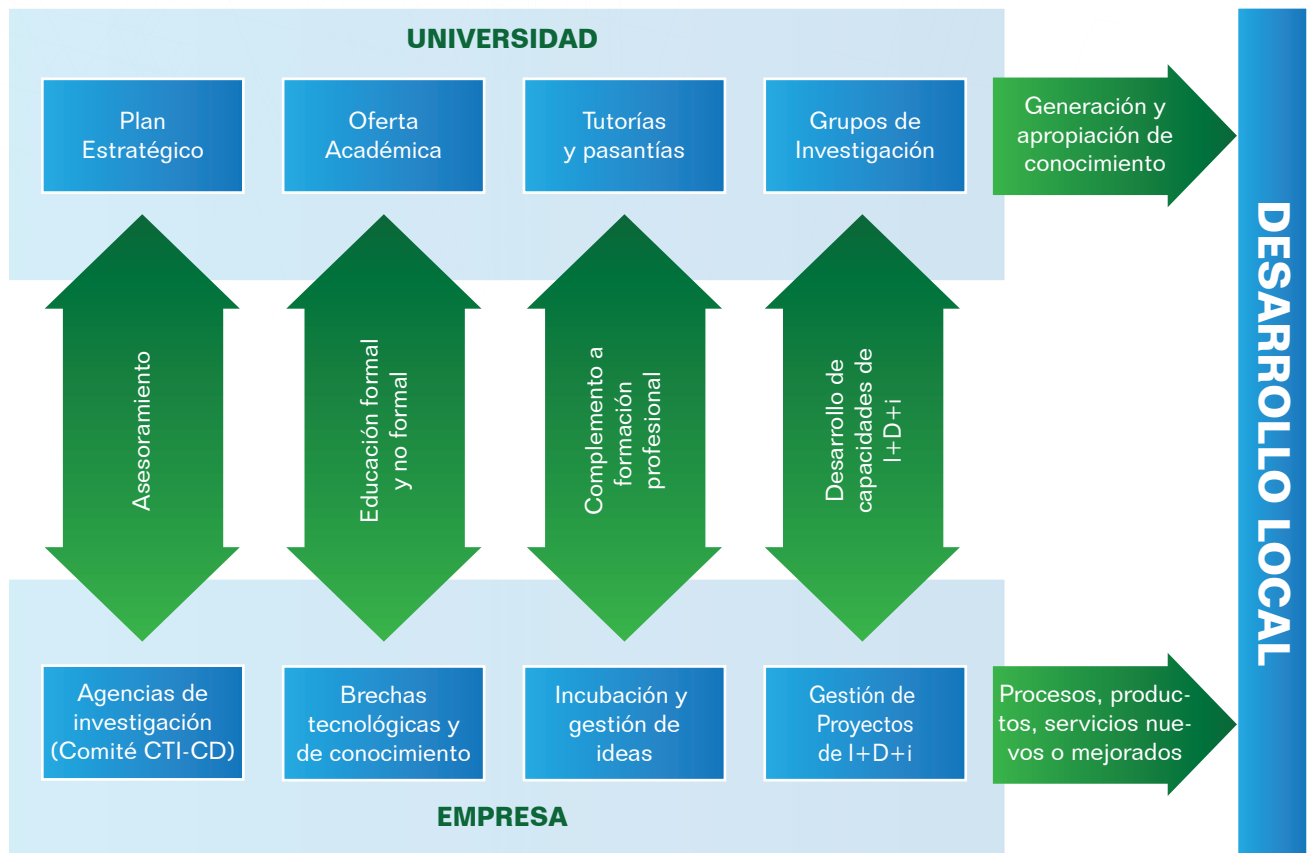 UNIVERSIDAD
Plan
Estratégico
Oferta
Académica
Tutorías
y pasantías
Grupos de
Investigación
Generación y
apropiación de
conocimiento
Asesoramiento
Educación formal
y no formal
Complemento a
formación
profesional
Desarrollo de
capacidades de
I+D+i
Agencias de
investigación
(Comité CTI-CD)
Brechas
tecnológicas y
de conocimiento
Incubación y
gestión de
ideas
Gestión de
Proyectos
de I+D+i
Procesos, produc-
tos, servicios nue-
vos o mejorados
EMPRESA
DESARROLLO LOCAL